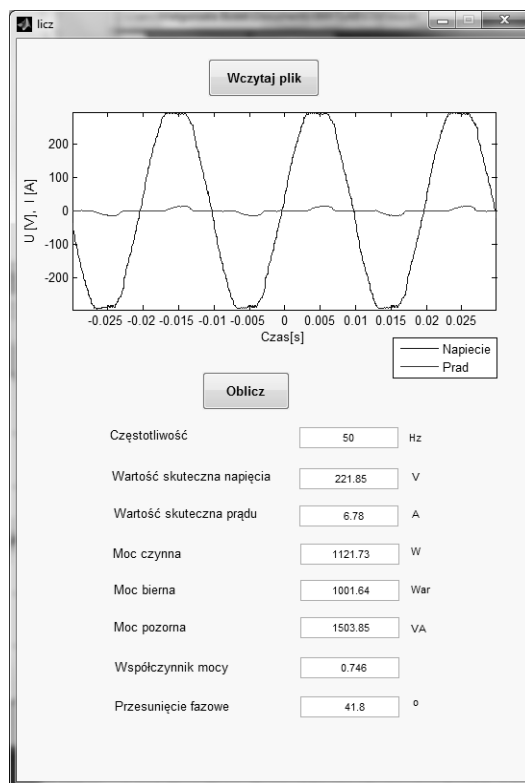 licz
Wczytaj plik
U [V], I [A]
200
100
0
-100
-200
-0.025 -0.02 -0.015 -0.01 -0.005 0 0.005 0.01 0.015 0.02 0.025
Czas[s]
Napiecie
Prad
Oblicz
Częstotliwość 50 Hz
Wartość skuteczna napięcia 221.85 V
Wartość skuteczna prądu 6.78 A
Moc czynna 1121.73 W
Moc bierna 1001.64 War
Moc pozorna 1503.85 VA
Współczynnik mocy 0.746
Przesunięcie fazowe 41.8 o